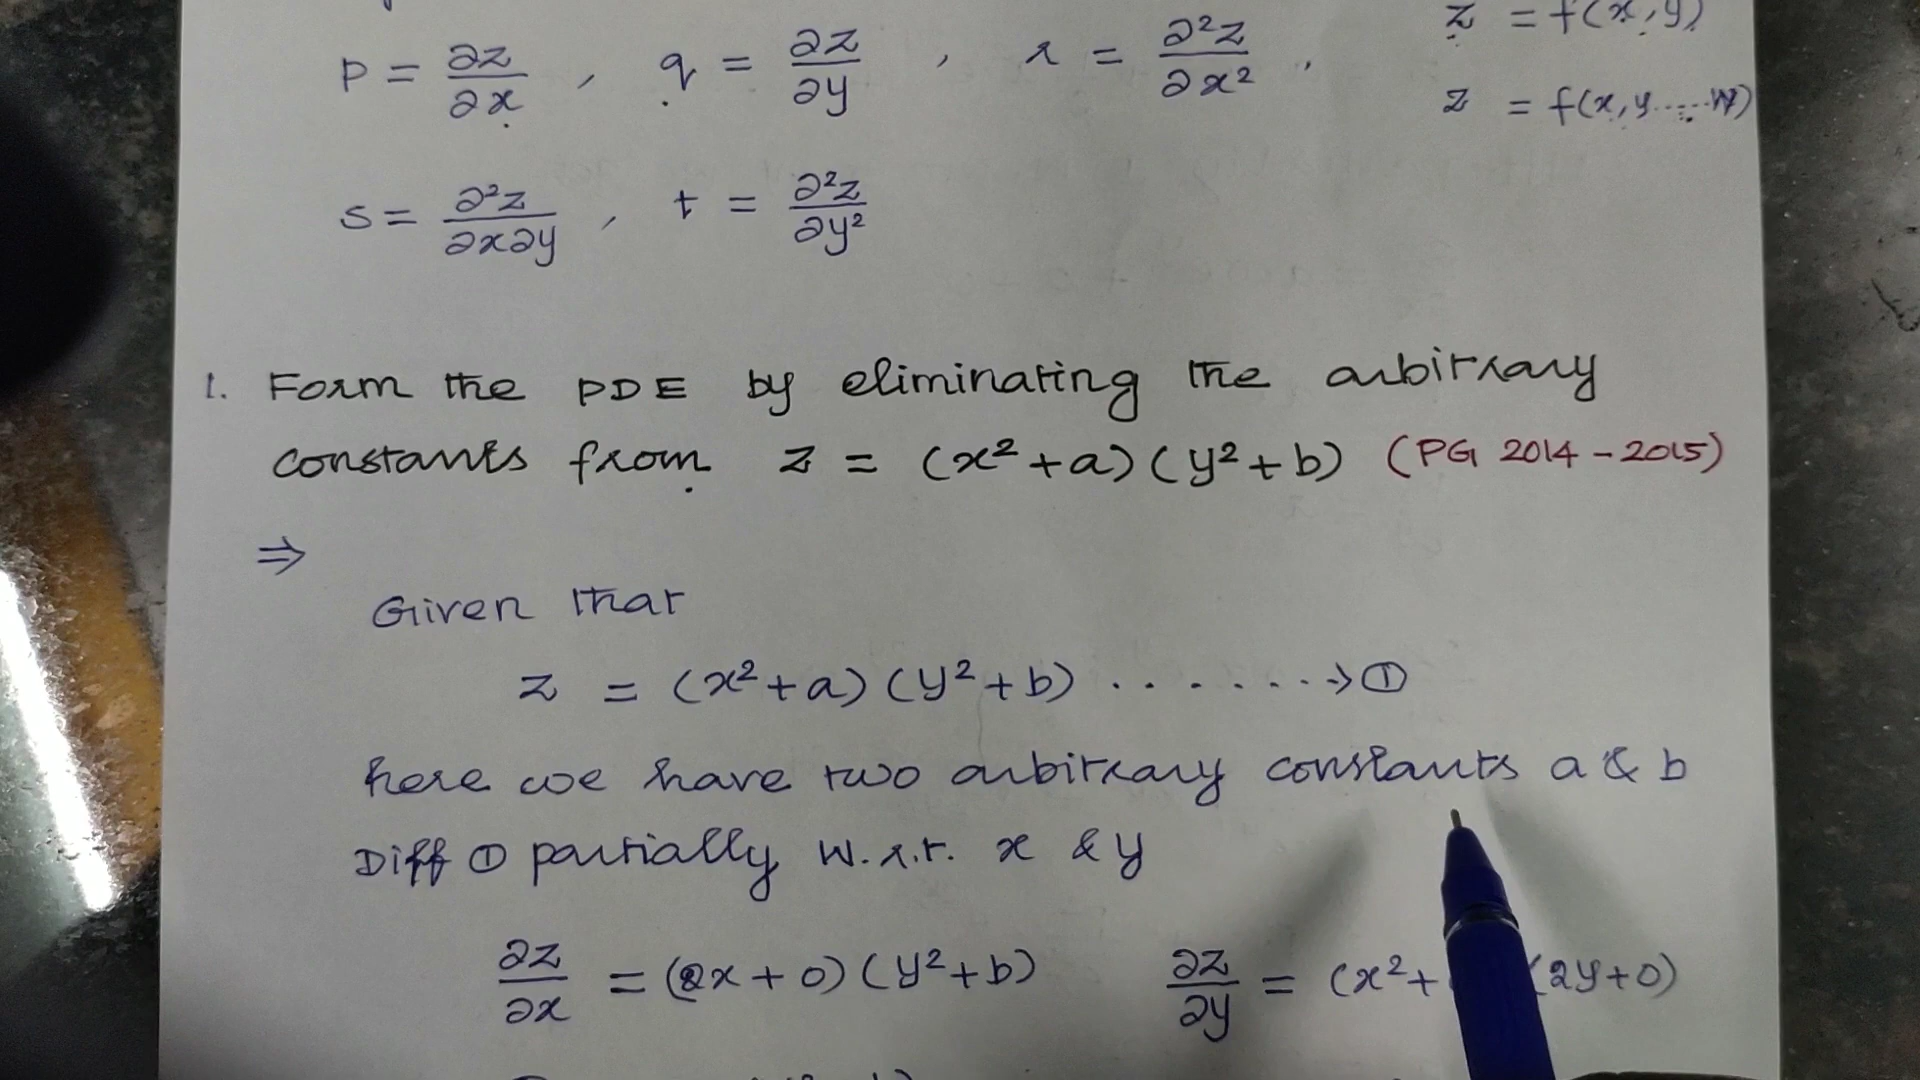 p = ∂z/∂x , q = ∂z/∂y , r = ∂²z/∂x² , z = f(x,y)
z = f(x,y.....
s = ∂²z/∂x∂y , t = ∂²z/∂y²
1. Form the PDE by eliminating the arbitrary
constants from z = (x²+a)(y²+b) (PG 2014-2015)
⇒
Given that
z = (x²+a)(y²+b) .......→①
here we have two arbitrary constants a & b
Diff ① partially w.r.t. x & y
∂z/∂x = (2x+0)(y²+b) ∂z/∂y = (x²+ (2y+0)